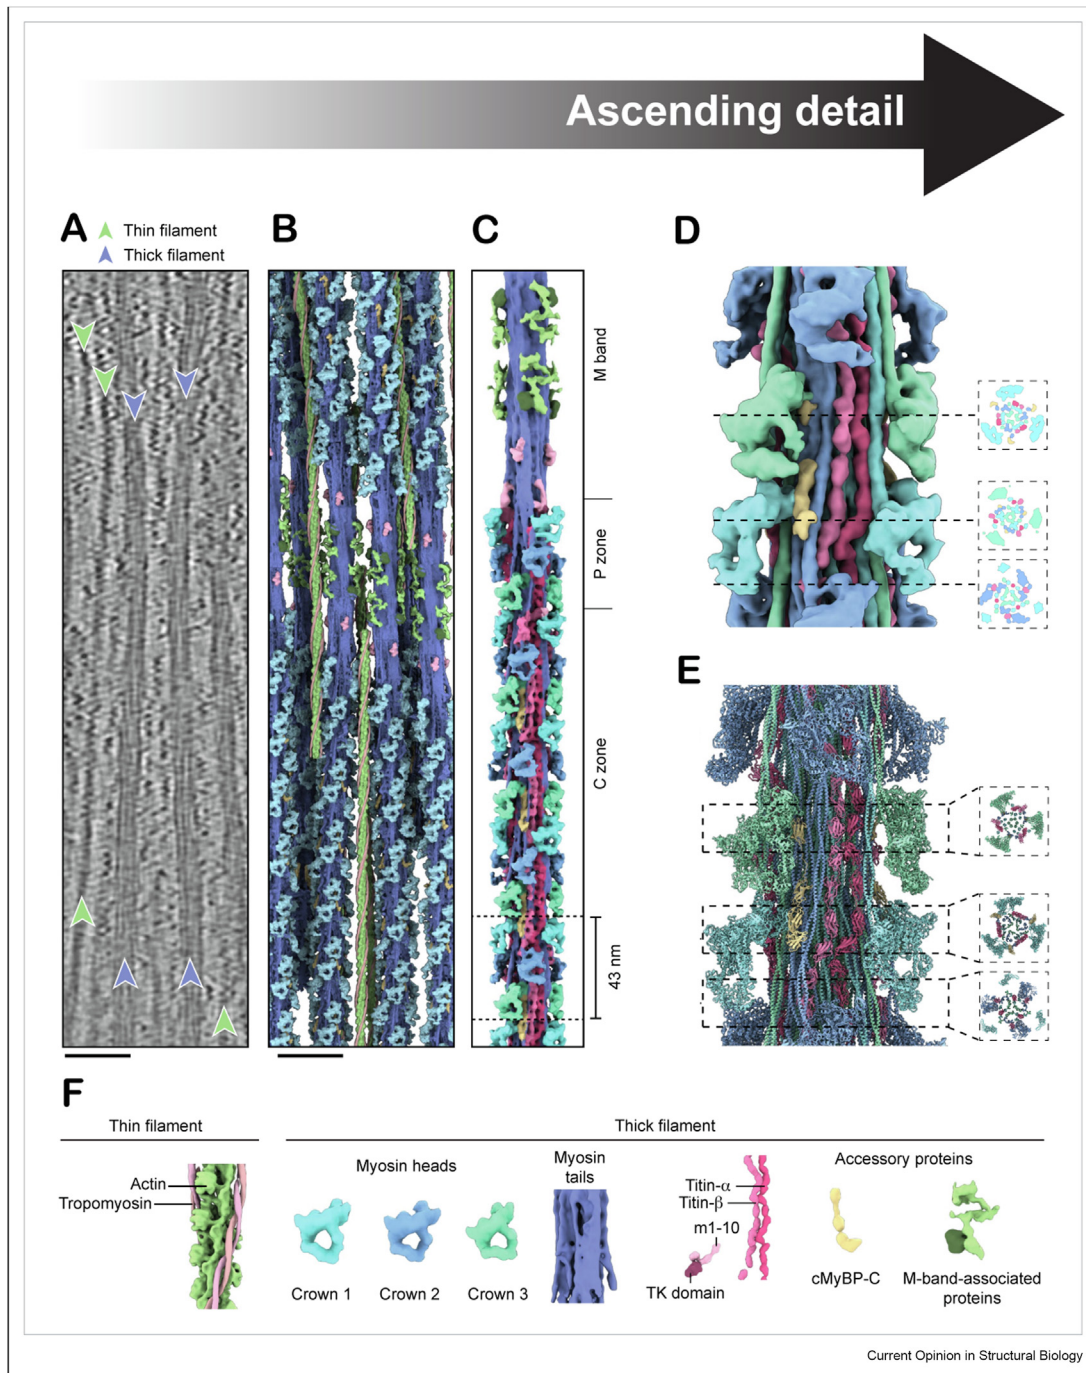 Ascending detail
A
Thin filament
Thick filament
B
C
D
M band
P zone
C zone
43 nm
E
F
Thin filament
Thick filament
Actin
Tropomyosin
Myosin heads
Crown 1
Crown 2
Crown 3
Myosin
tails
Titin-α
Titin-β
m1-10
TK domain
Accessory proteins
cMyBP-C
M-band-associated
proteins
Current Opinion in Structural Biology